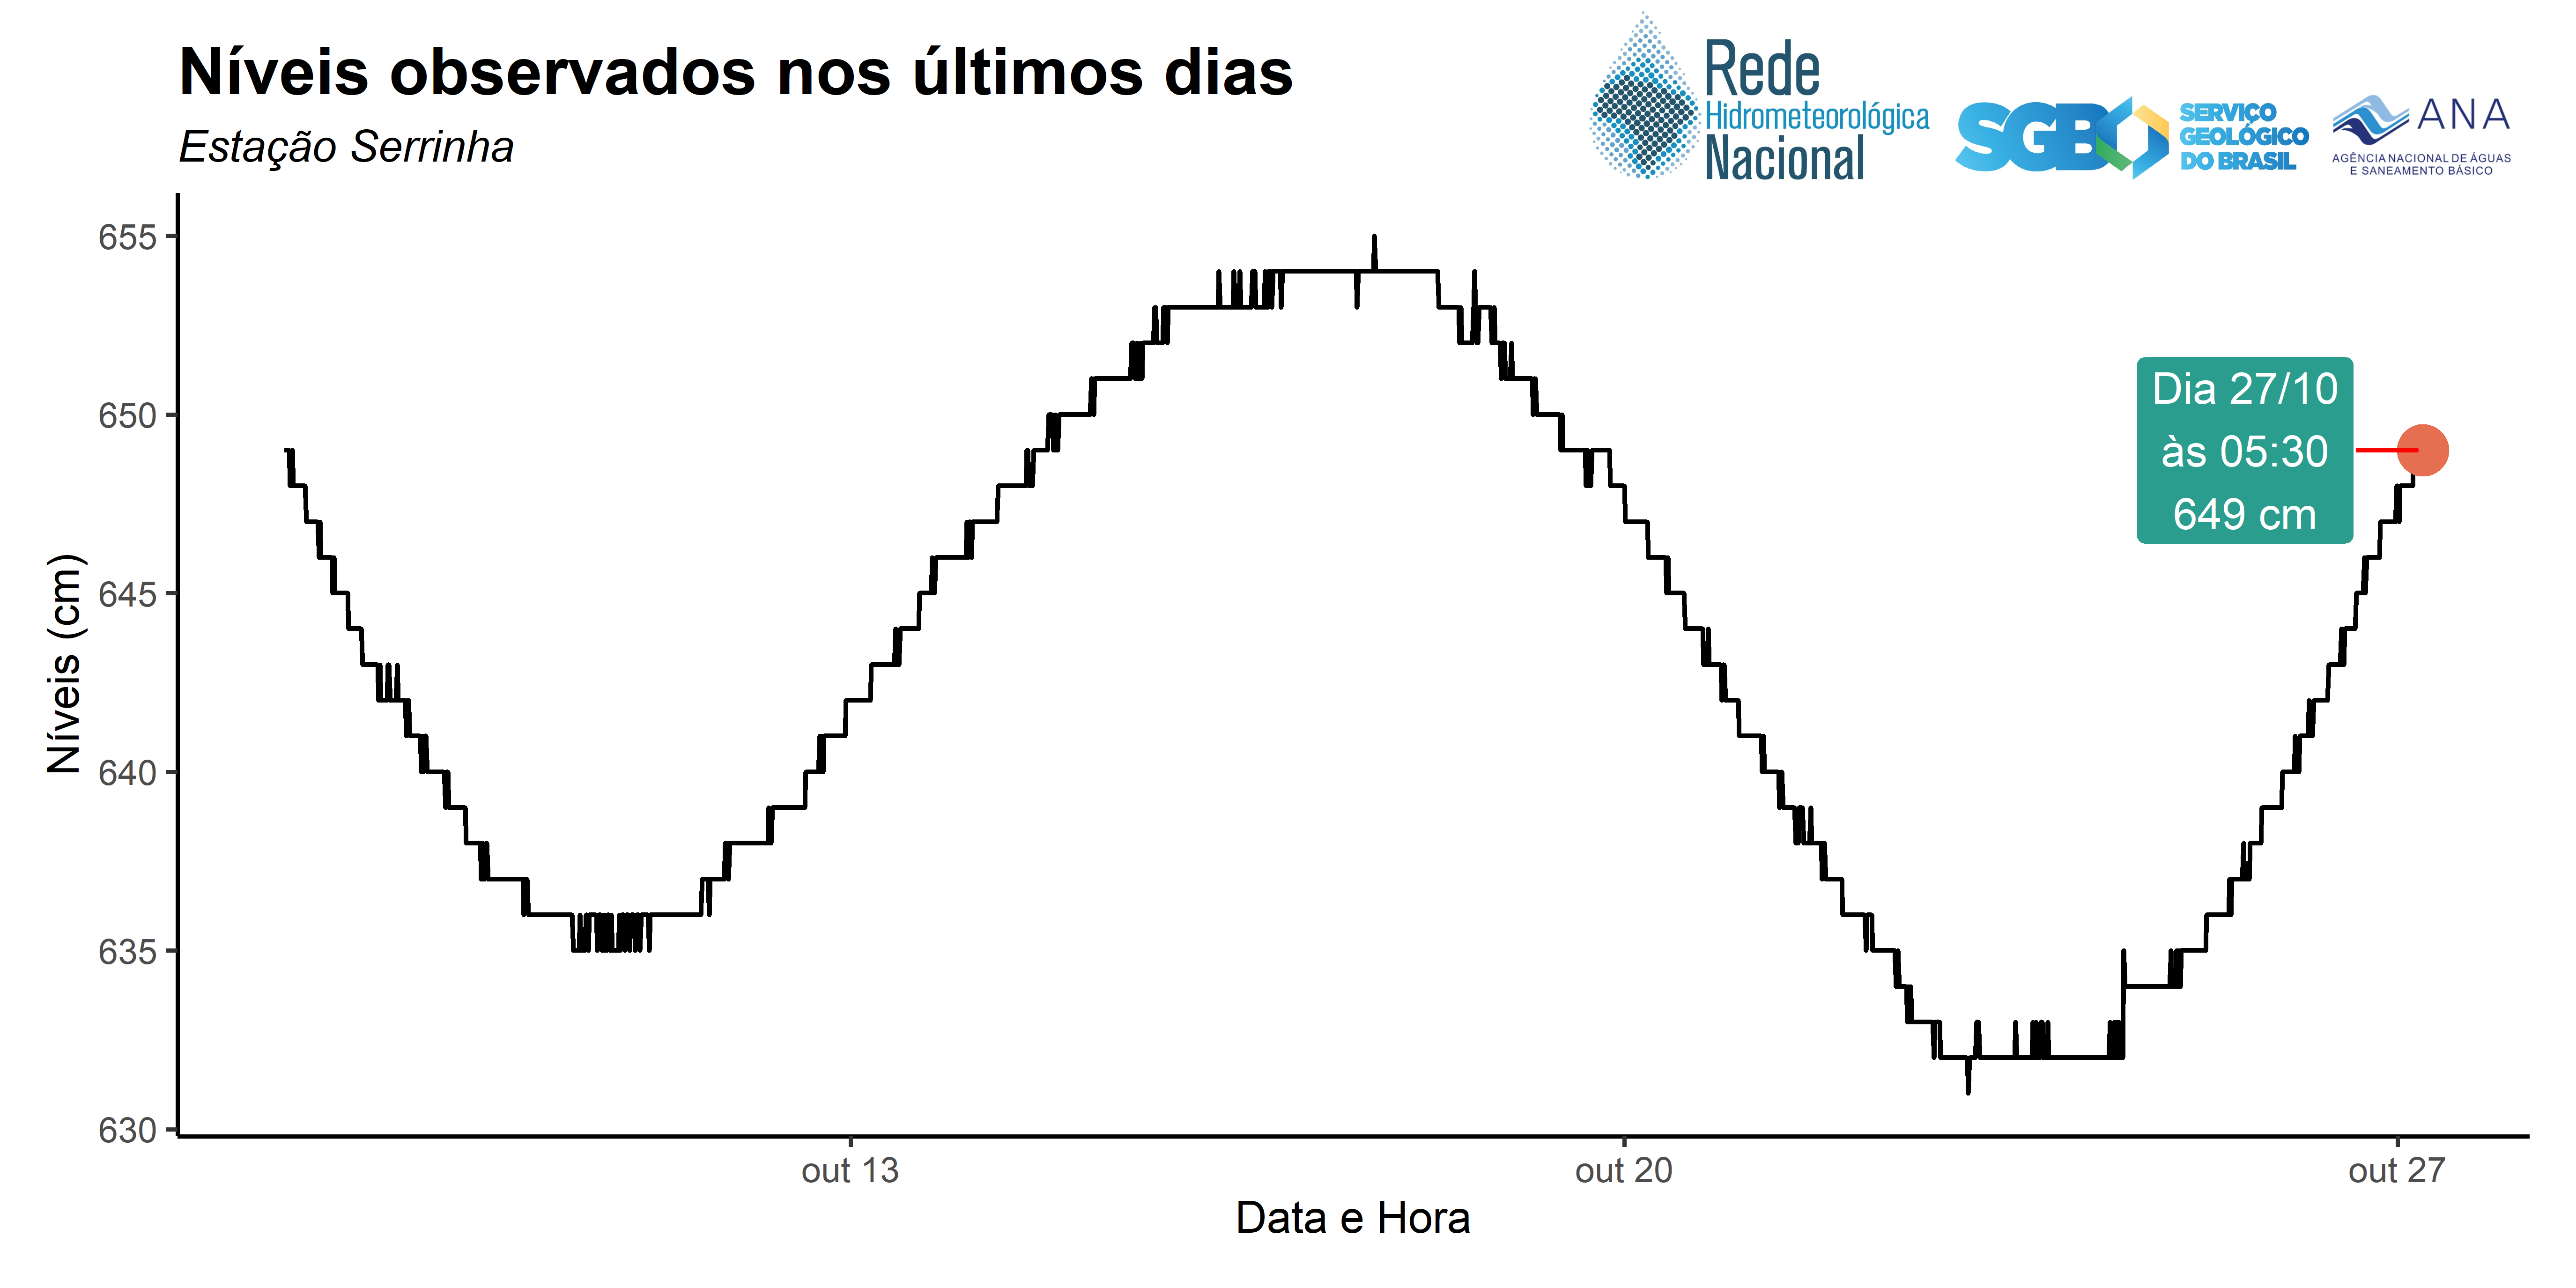 Níveis observados nos últimos dias
Estação Serrinha
Rede
Hidrometeorológica
Nacional
SGB
SERVIÇO
GEOLÓGICO
DO BRASIL
ANA
AGÊNCIA NACIONAL DE ÁGUAS
E SANEAMENTO BÁSICO
655
650
645
640
635
630
Níveis (cm)
Dia 27/10
às 05:30
649 cm
out 13
out 20
out 27
Data e Hora